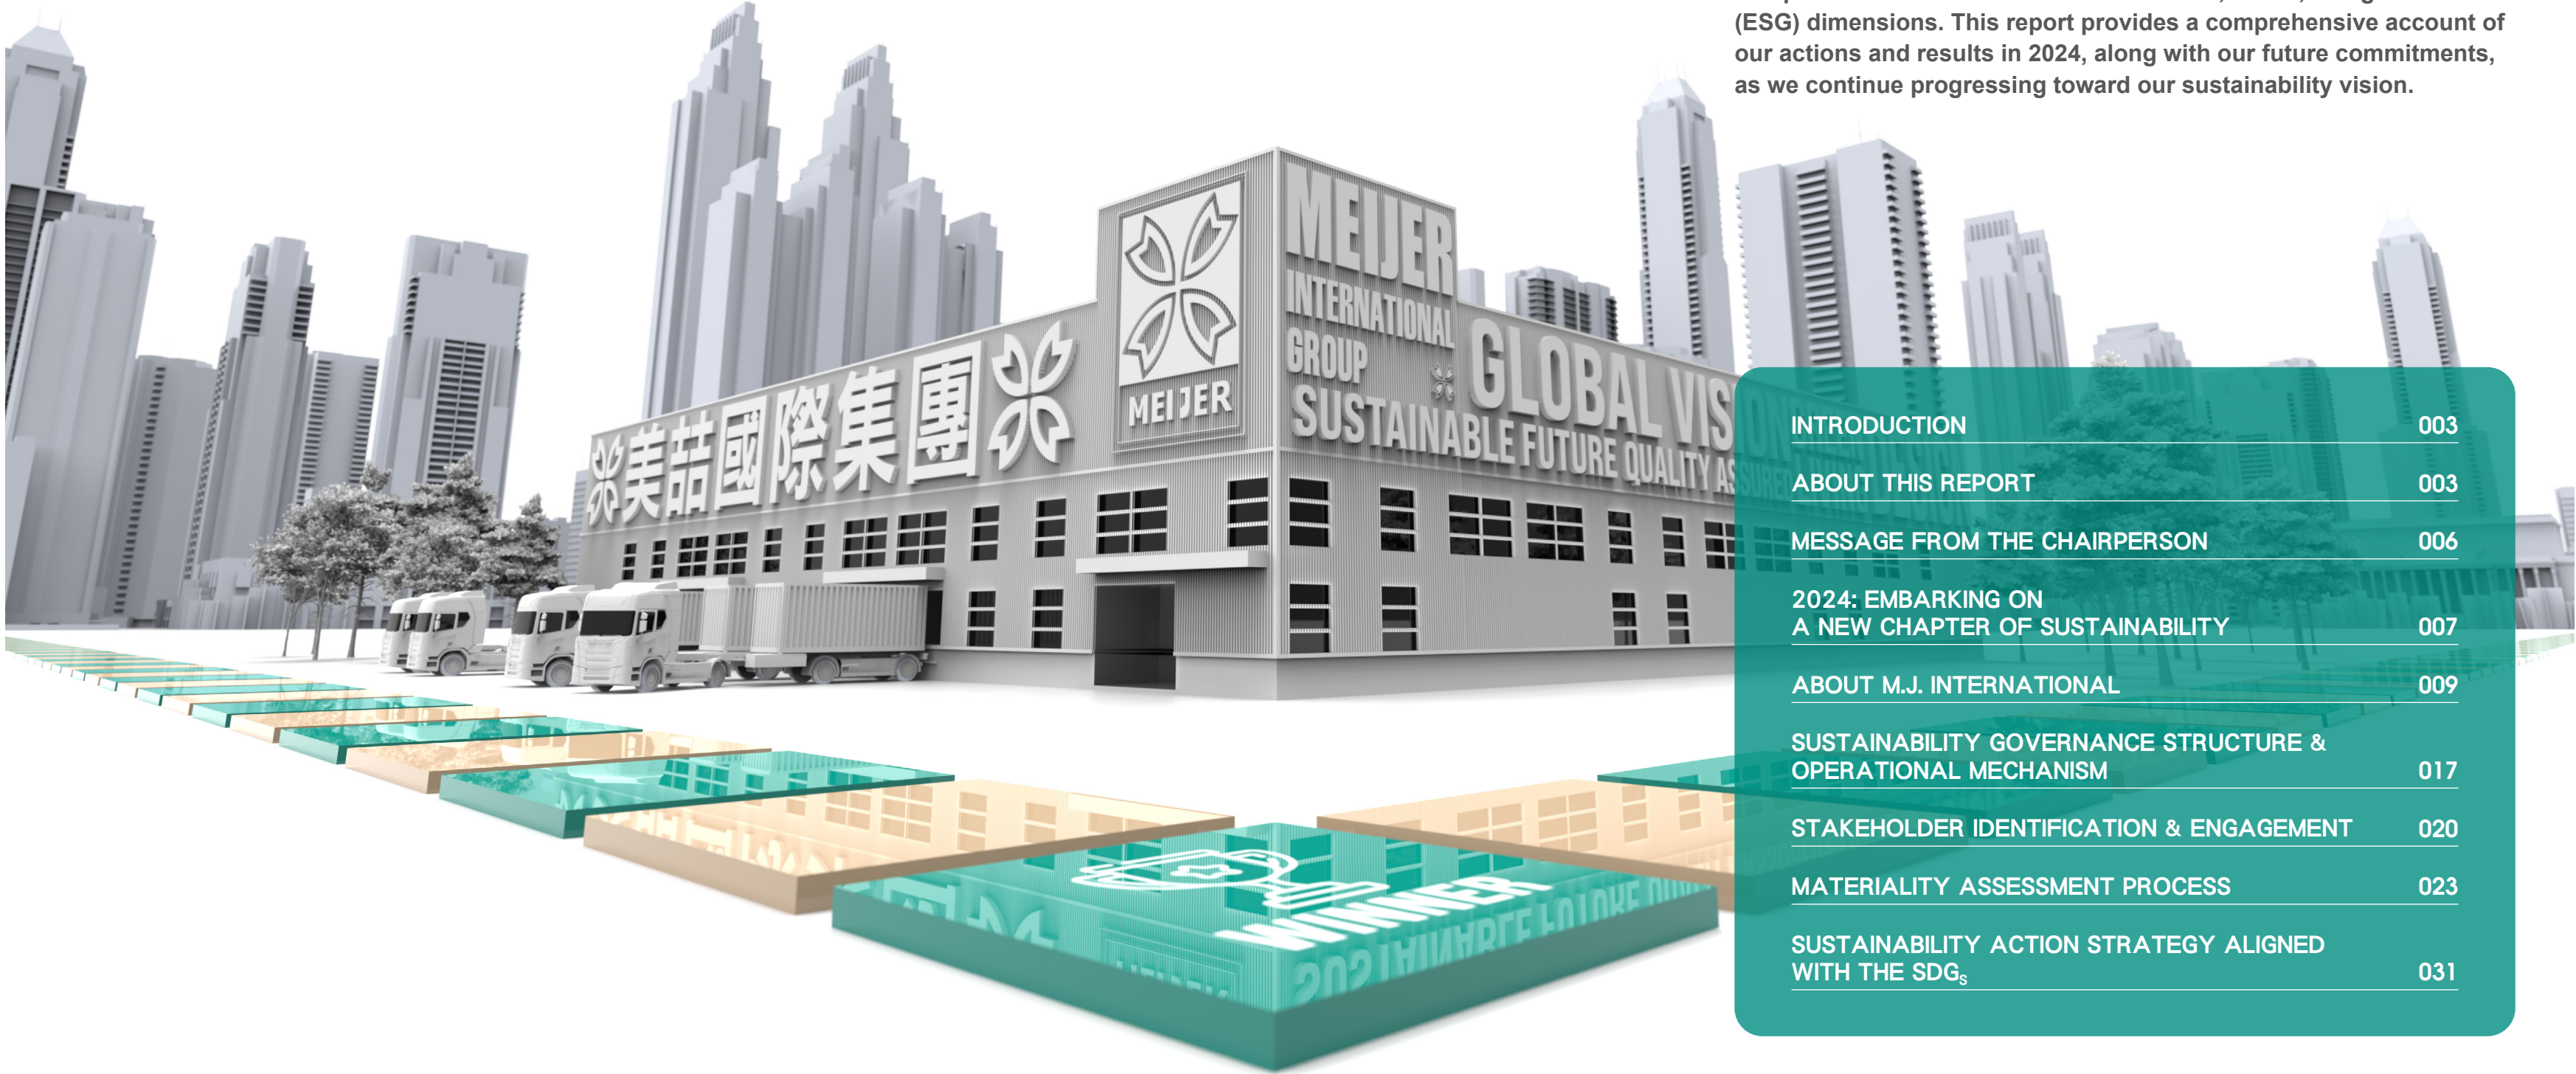 (ESG) dimensions. This report provides a comprehensive account of
our actions and results in 2024, along with our future commitments,
as we continue progressing toward our sustainability vision.
美喆國際集團
MEIJER
MEIJER
INTERNATIONAL
GROUP
GLOBAL VISION
SUSTAINABLE FUTURE QUALITY
INTRODUCTION 003
ABOUT THIS REPORT 003
MESSAGE FROM THE CHAIRPERSON 006
2024: EMBARKING ON
A NEW CHAPTER OF SUSTAINABILITY 007
ABOUT M.J. INTERNATIONAL 009
SUSTAINABILITY GOVERNANCE STRUCTURE &
OPERATIONAL MECHANISM 017
STAKEHOLDER IDENTIFICATION & ENGAGEMENT 020
MATERIALITY ASSESSMENT PROCESS 023
SUSTAINABILITY ACTION STRATEGY ALIGNED
WITH THE SDGs 031
WINNER